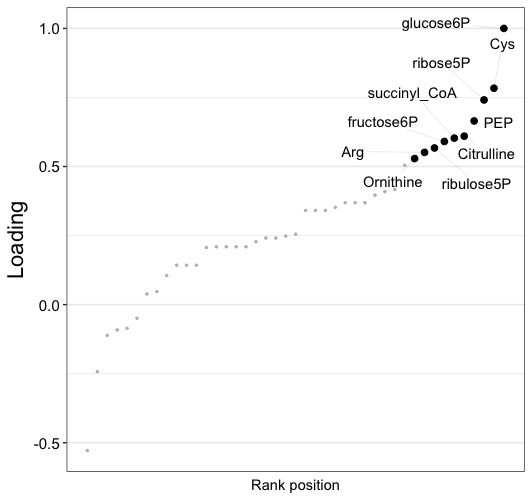 glucose6P
Cys
ribose5P
succinyl_CoA
fructose6P
PEP
Arg
Citrulline
Ornithine
ribulose5P
1.0
0.5
0.0
-0.5
Loading
Rank position